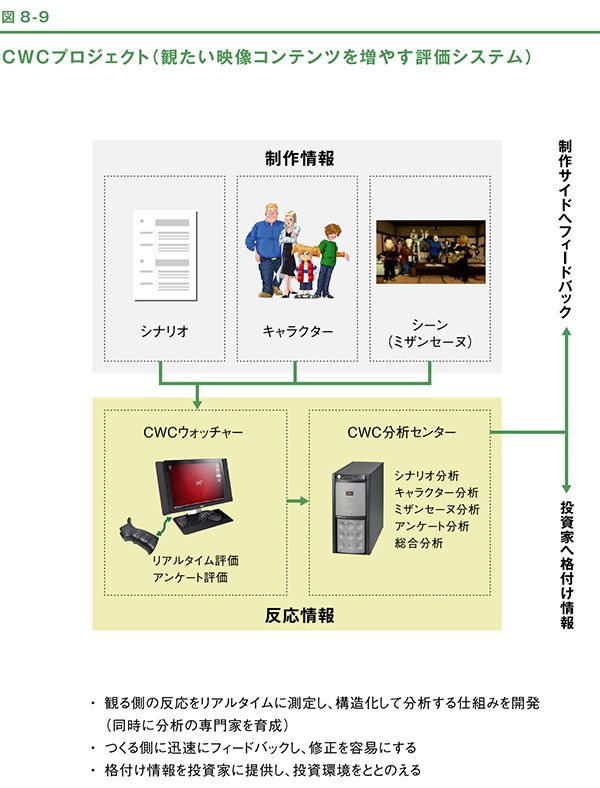 図 8-9
CWCプロジェクト（観たい映像コンテンツを増やす評価システム）
制作情報
シナリオ
キャラクター
シーン
（ミザンセーヌ）
制作サイドへフィードバック
CWCウォッチャー
リアルタイム評価
アンケート評価
CWC分析センター
シナリオ分析
キャラクター分析
ミザンセーヌ分析
アンケート分析
総合分析
反応情報
投資家へ格付け情報
・ 観る側の反応をリアルタイムに測定し、構造化して分析する仕組みを開発
（同時に分析の専門家を育成）
・ つくる側に迅速にフィードバックし、修正を容易にする
・ 格付け情報を投資家に提供し、投資環境をととのえる